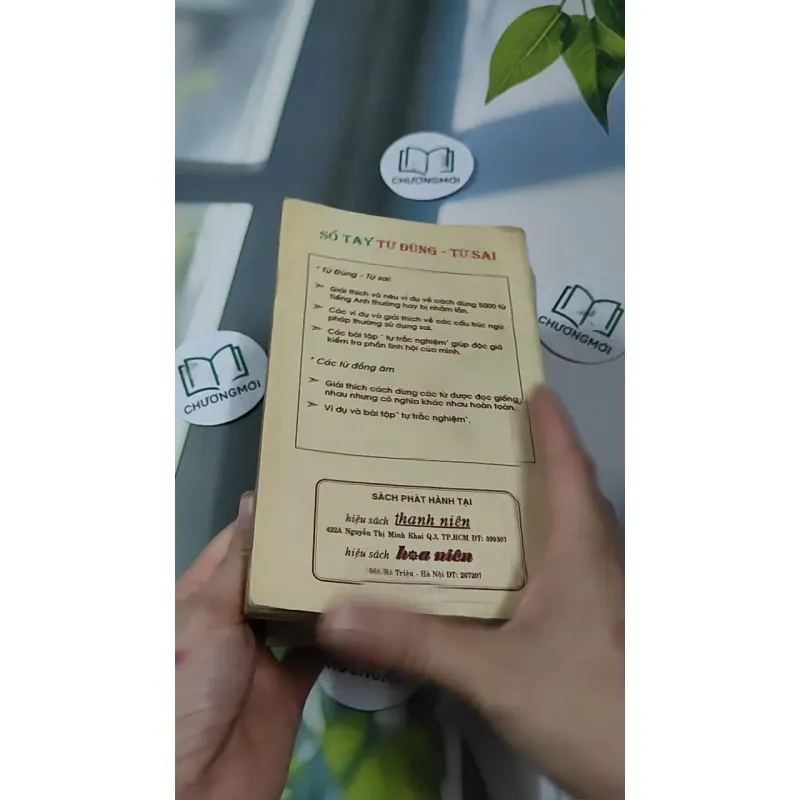 CHƯƠNGMỚI
SỔ TAY TỪ ĐÚNG - TỪ SAI
* Từ Đúng - Từ sai:
➢ Giải thích và nêu ví dụ về cách dùng 5000 từ
Tiếng Anh thường hay bị nhầm lẫn.
➢ Các ví dụ và giải thích về các cấu trúc ngữ
pháp thường sử dụng sai.
➢ Các bài tập " tự trắc nghiệm" giúp độc giả
kiểm tra phần lĩnh hội của mình.
* Các từ đồng âm
➢ Giải thích cách dùng các từ được đọc giống
nhau nhưng có nghĩa khác nhau hoàn toàn.
➢ Ví dụ và bài tập " tự trắc nghiệm".
SÁCH PHÁT HÀNH TẠI
hiệu sách thanh niên
422A Nguyễn Thị Minh Khai Q.3, TP.HCM ĐT: 399307
hiệu sách hoa niên
Bà Triệu - Hà Nội ĐT: 267207
CHƯƠNGMỚI
CHƯƠNGMỚI